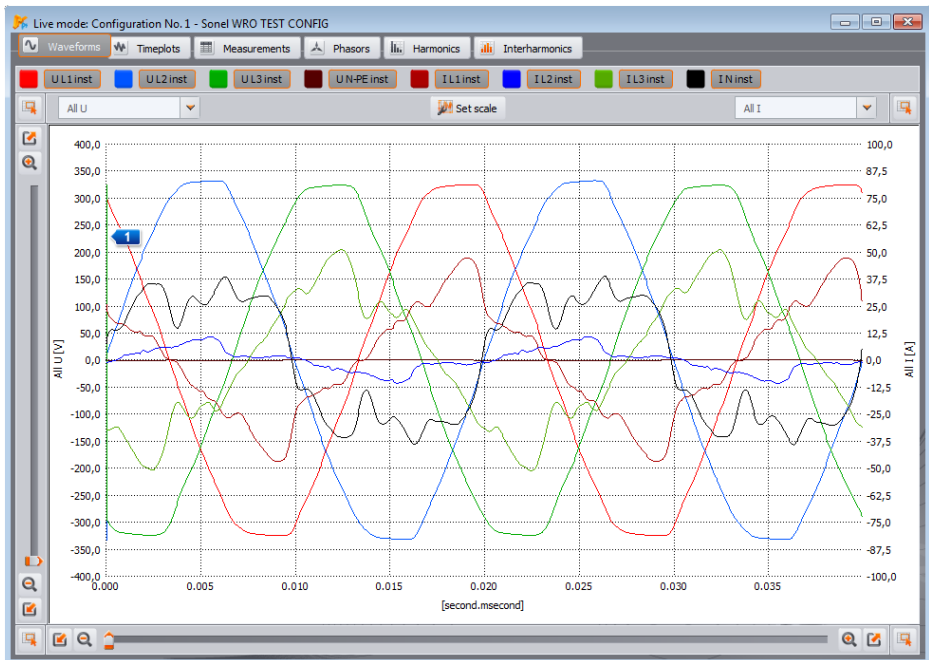 Live mode: Configuration No. 1 - Sonel WRO TEST CONFIG
Waveforms Timeplots Measurements Phasors Harmonics Interharmonics
U L1 inst U L2 inst U L3 inst U N-PE inst I L1 inst I L2 inst I L3 inst I N inst
All U Set scale All I
400,0 100,0
350,0 87,5
300,0 75,0
250,0 62,5
1
200,0 50,0
150,0 37,5
100,0 25,0
50,0 12,5
0,0 0,0
-50,0 -12,5
-100,0 -25,0
-150,0 -37,5
-200,0 -50,0
-250,0 -62,5
-300,0 -75,0
-350,0 -87,5
-400,0 -100,0
All U [V]
All I [A]
0.000 0.005 0.010 0.015 0.020 0.025 0.030 0.035
[second.msecond]